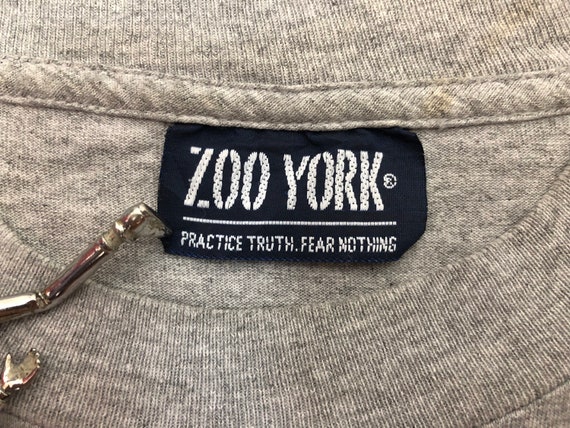 ZOO YORK®
PRACTICE TRUTH. FEAR NOTHING